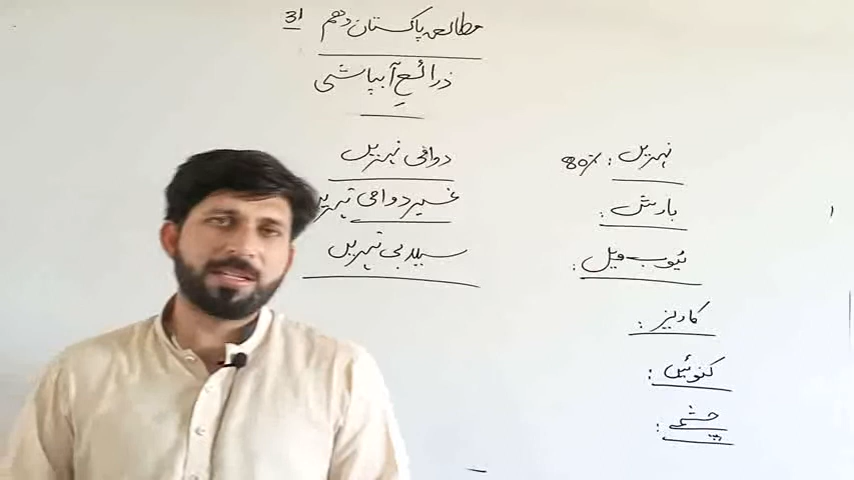 مطالعہ پاکستان دھم 31
ذرائعِ آبپاشی
نہریں: 80%
بارش:
ٹیوب ویل:
کاریز:
کنوئیں:
چشمے:
دوامی نہریں
غیر دوامی نہریں
سیلابی نہریں